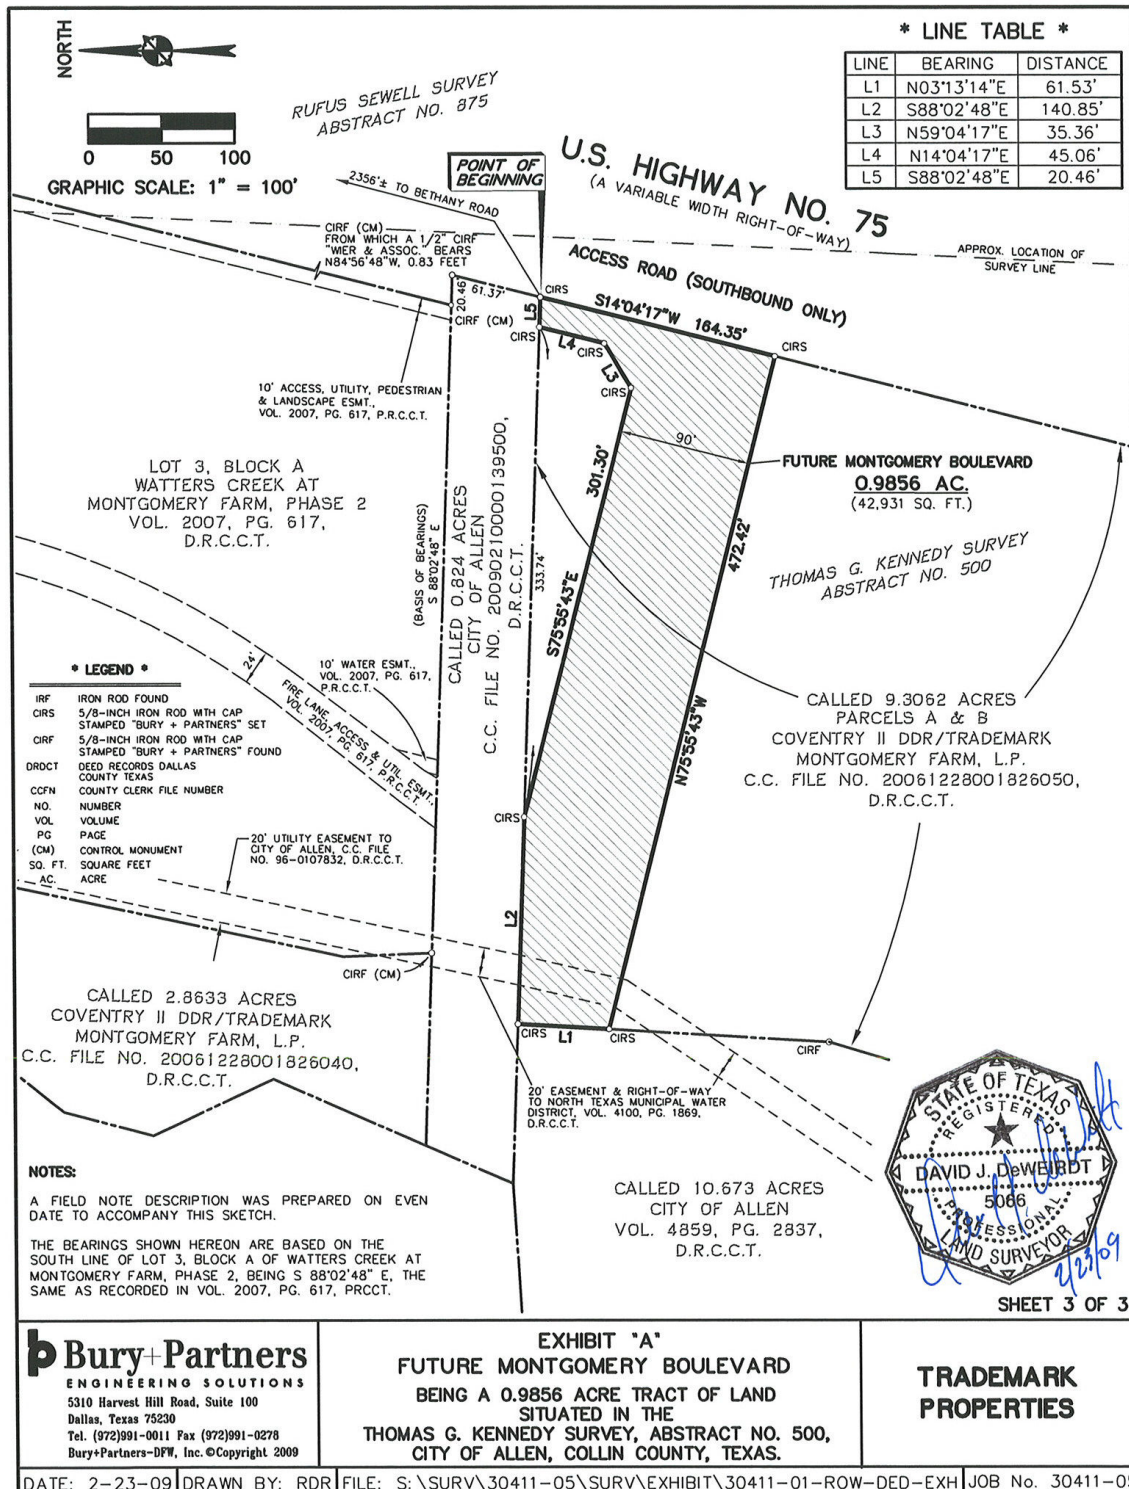 NORTH
0 50 100
GRAPHIC SCALE: 1" = 100'
RUFUS SEWELL SURVEY
ABSTRACT NO. 875
* LINE TABLE *
LINE BEARING DISTANCE
L1 N03°13'14"E 61.53'
L2 S88°02'48"E 140.85'
L3 N59°04'17"E 35.36'
L4 N14°04'17"E 45.06'
L5 S88°02'48"E 20.46'
POINT OF
BEGINNING
2356'± TO BETHANY ROAD
U.S. HIGHWAY NO. 75
(A VARIABLE WIDTH RIGHT-OF-WAY)
APPROX. LOCATION OF
SURVEY LINE
CIRF (CM)
FROM WHICH A 1/2" CIRF
"WIER & ASSOC." BEARS
N84°56'48"W, 0.83 FEET
ACCESS ROAD (SOUTHBOUND ONLY)
20.46'
61.37'
CIRS
S14°04'17"W 164.35'
CIRS
L5
CIRF (CM)
CIRS
L4
CIRS
L3
CIRS
10' ACCESS, UTILITY, PEDESTRIAN
& LANDSCAPE ESMT.,
VOL. 2007, PG. 617, P.R.C.C.T.
90'
FUTURE MONTGOMERY BOULEVARD
0.9856 AC.
(42,931 SQ. FT.)
LOT 3, BLOCK A
WATTERS CREEK AT
MONTGOMERY FARM, PHASE 2
VOL. 2007, PG. 617,
D.R.C.C.T.
(BASIS OF BEARINGS)
S 88°02'48" E
CALLED 0.824 ACRES
CITY OF ALLEN
C.C. FILE NO. 20090210000139500,
D.R.C.C.T.
333.74'
S75°55'43"E
301.30'
N75°55'43"W
472.42'
THOMAS G. KENNEDY SURVEY
ABSTRACT NO. 500
24'
FIRE LANE, ACCESS & UTIL. ESMT.,
VOL. 2007, PG. 617, P.R.C.C.T.
10' WATER ESMT.,
VOL. 2007, PG. 617,
P.R.C.C.T.
CALLED 9.3062 ACRES
PARCELS A & B
COVENTRY II DDR/TRADEMARK
MONTGOMERY FARM, L.P.
C.C. FILE NO. 20061228001826050,
D.R.C.C.T.
* LEGEND *
IRF IRON ROD FOUND
CIRS 5/8-INCH IRON ROD WITH CAP
STAMPED "BURY + PARTNERS" SET
CIRF 5/8-INCH IRON ROD WITH CAP
STAMPED "BURY + PARTNERS" FOUND
DRDCT DEED RECORDS DALLAS
COUNTY TEXAS
CCFN COUNTY CLERK FILE NUMBER
NO. NUMBER
VOL VOLUME
PG PAGE
(CM) CONTROL MONUMENT
SQ. FT. SQUARE FEET
AC. ACRE
CIRS
20' UTILITY EASEMENT TO
CITY OF ALLEN, C.C. FILE
NO. 96-0107832, D.R.C.C.T.
L2
CIRF (CM)
CALLED 2.8633 ACRES
COVENTRY II DDR/TRADEMARK
MONTGOMERY FARM, L.P.
C.C. FILE NO. 20061228001826040,
D.R.C.C.T.
CIRS
L1
CIRS
CIRF
20' EASEMENT & RIGHT-OF-WAY
TO NORTH TEXAS MUNICIPAL WATER
DISTRICT, VOL. 4100, PG. 1869,
D.R.C.C.T.
CALLED 10.673 ACRES
CITY OF ALLEN
VOL. 4859, PG. 2837,
D.R.C.C.T.
STATE OF TEXAS
REGISTERED
DAVID J. DeWEIRDT
5066
PROFESSIONAL
LAND SURVEYOR
2/23/09
NOTES:
A FIELD NOTE DESCRIPTION WAS PREPARED ON EVEN
DATE TO ACCOMPANY THIS SKETCH.
THE BEARINGS SHOWN HEREON ARE BASED ON THE
SOUTH LINE OF LOT 3, BLOCK A OF WATTERS CREEK AT
MONTGOMERY FARM, PHASE 2, BEING S 88°02'48" E, THE
SAME AS RECORDED IN VOL. 2007, PG. 617, PRCCT.
SHEET 3 OF 3
Bury+Partners
ENGINEERING SOLUTIONS
5310 Harvest Hill Road, Suite 100
Dallas, Texas 75230
Tel. (972)991-0011 Fax (972)991-0278
Bury+Partners-DFW, Inc. ©Copyright 2009
EXHIBIT "A"
FUTURE MONTGOMERY BOULEVARD
BEING A 0.9856 ACRE TRACT OF LAND
SITUATED IN THE
THOMAS G. KENNEDY SURVEY, ABSTRACT NO. 500,
CITY OF ALLEN, COLLIN COUNTY, TEXAS.
TRADEMARK
PROPERTIES
DATE: 2-23-09 DRAWN BY: RDR FILE: S:\SURV\30411-05\SURV\EXHIBIT\30411-01-ROW-DED-EXH JOB No. 30411-05